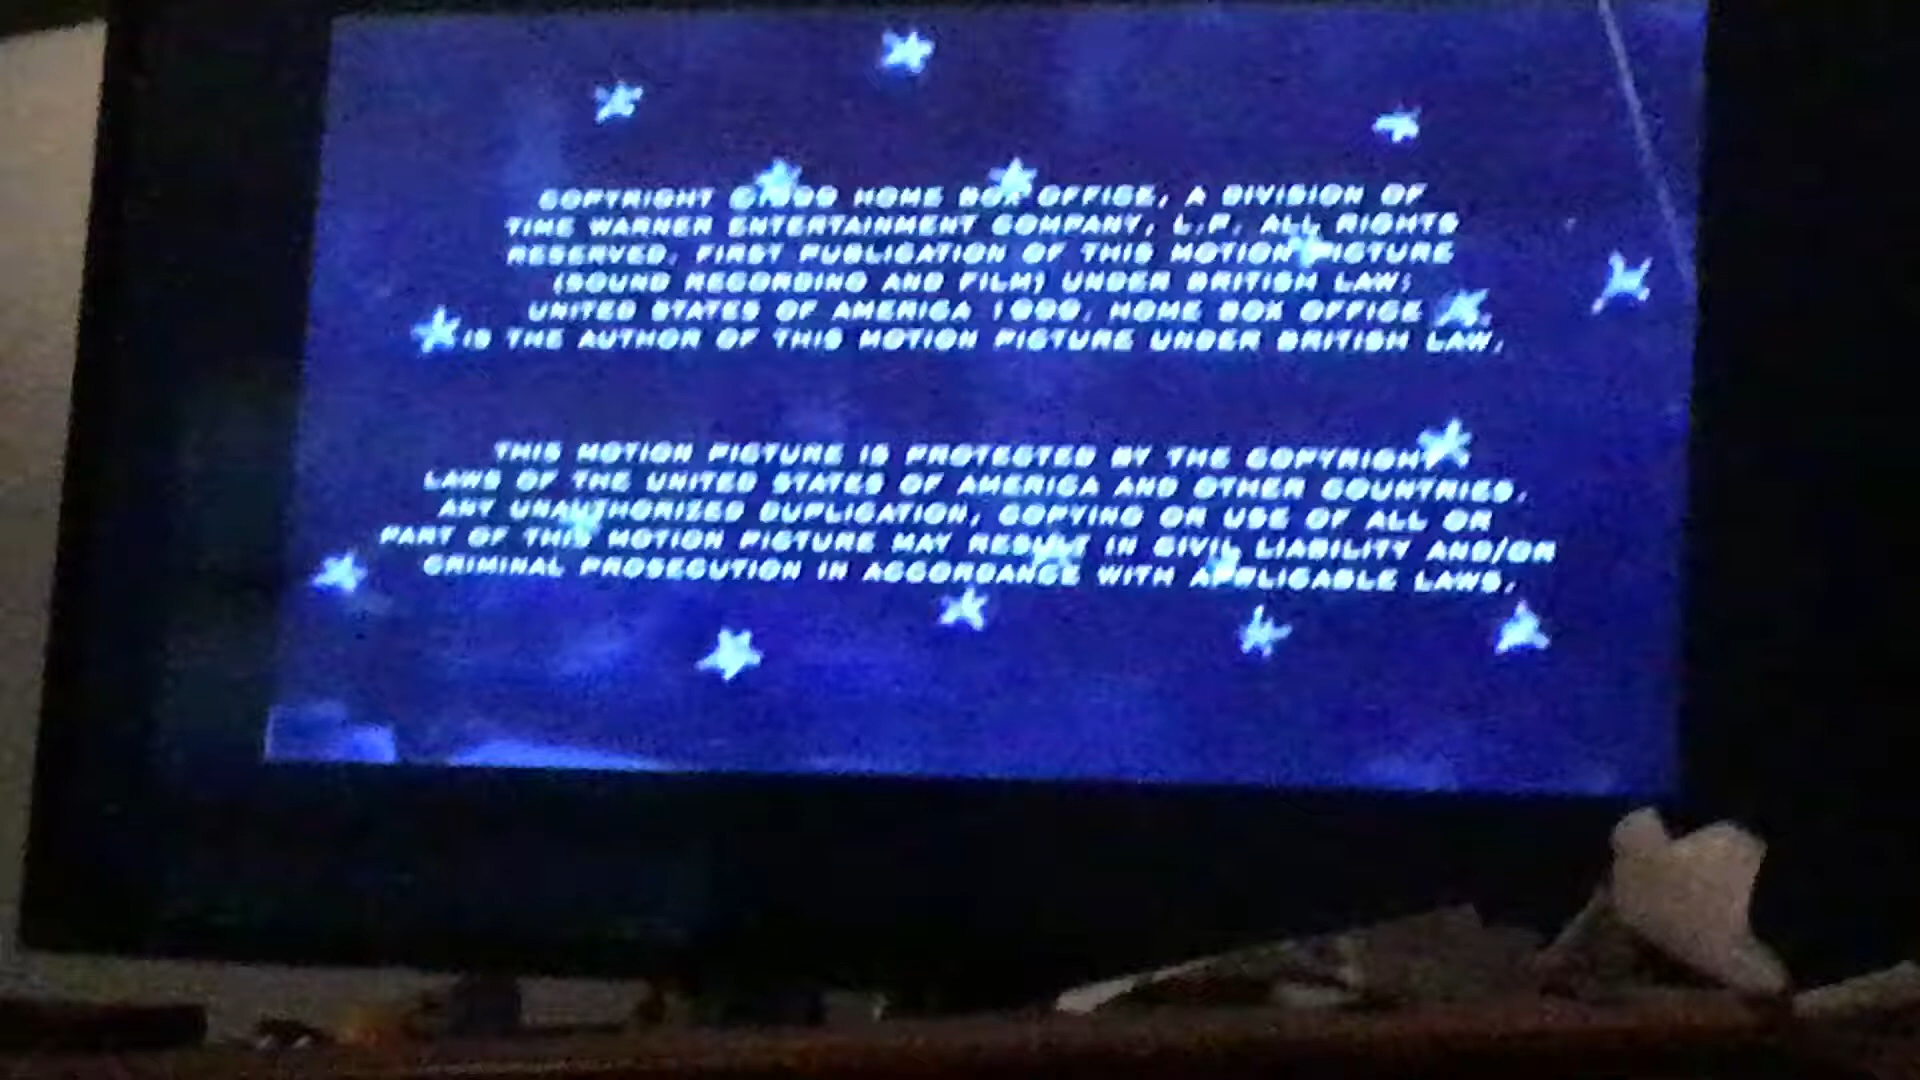 COPYRIGHT ©1999 HOME BOX OFFICE, A DIVISION OF
TIME WARNER ENTERTAINMENT COMPANY, L.P. ALL RIGHTS
RESERVED. FIRST PUBLICATION OF THIS MOTION PICTURE
(SOUND RECORDING AND FILM) UNDER BRITISH LAW:
UNITED STATES OF AMERICA 1999. HOME BOX OFFICE
IS THE AUTHOR OF THIS MOTION PICTURE UNDER BRITISH LAW.
THIS MOTION PICTURE IS PROTECTED BY THE COPYRIGHT
LAWS OF THE UNITED STATES OF AMERICA AND OTHER COUNTRIES.
ANY UNAUTHORIZED DUPLICATION, COPYING OR USE OF ALL OR
PART OF THIS MOTION PICTURE MAY RESULT IN CIVIL LIABILITY AND/OR
CRIMINAL PROSECUTION IN ACCORDANCE WITH APPLICABLE LAWS.